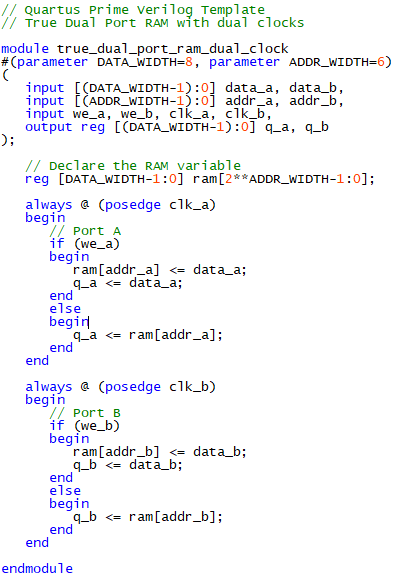 // Quartus Prime Verilog Template
// True Dual Port RAM with dual clocks
module true_dual_port_ram_dual_clock
#(parameter DATA_WIDTH=8, parameter ADDR_WIDTH=6)
(
input [(DATA_WIDTH-1):0] data_a, data_b,
input [(ADDR_WIDTH-1):0] addr_a, addr_b,
input we_a, we_b, clk_a, clk_b,
output reg [(DATA_WIDTH-1):0] q_a, q_b
);
// Declare the RAM variable
reg [DATA_WIDTH-1:0] ram[2**ADDR_WIDTH-1:0];
always @ (posedge clk_a)
begin
// Port A
if (we_a)
begin
ram[addr_a] <= data_a;
q_a <= data_a;
end
else
begin
q_a <= ram[addr_a];
end
end
always @ (posedge clk_b)
begin
// Port B
if (we_b)
begin
ram[addr_b] <= data_b;
q_b <= data_b;
end
else
begin
q_b <= ram[addr_b];
end
end
endmodule